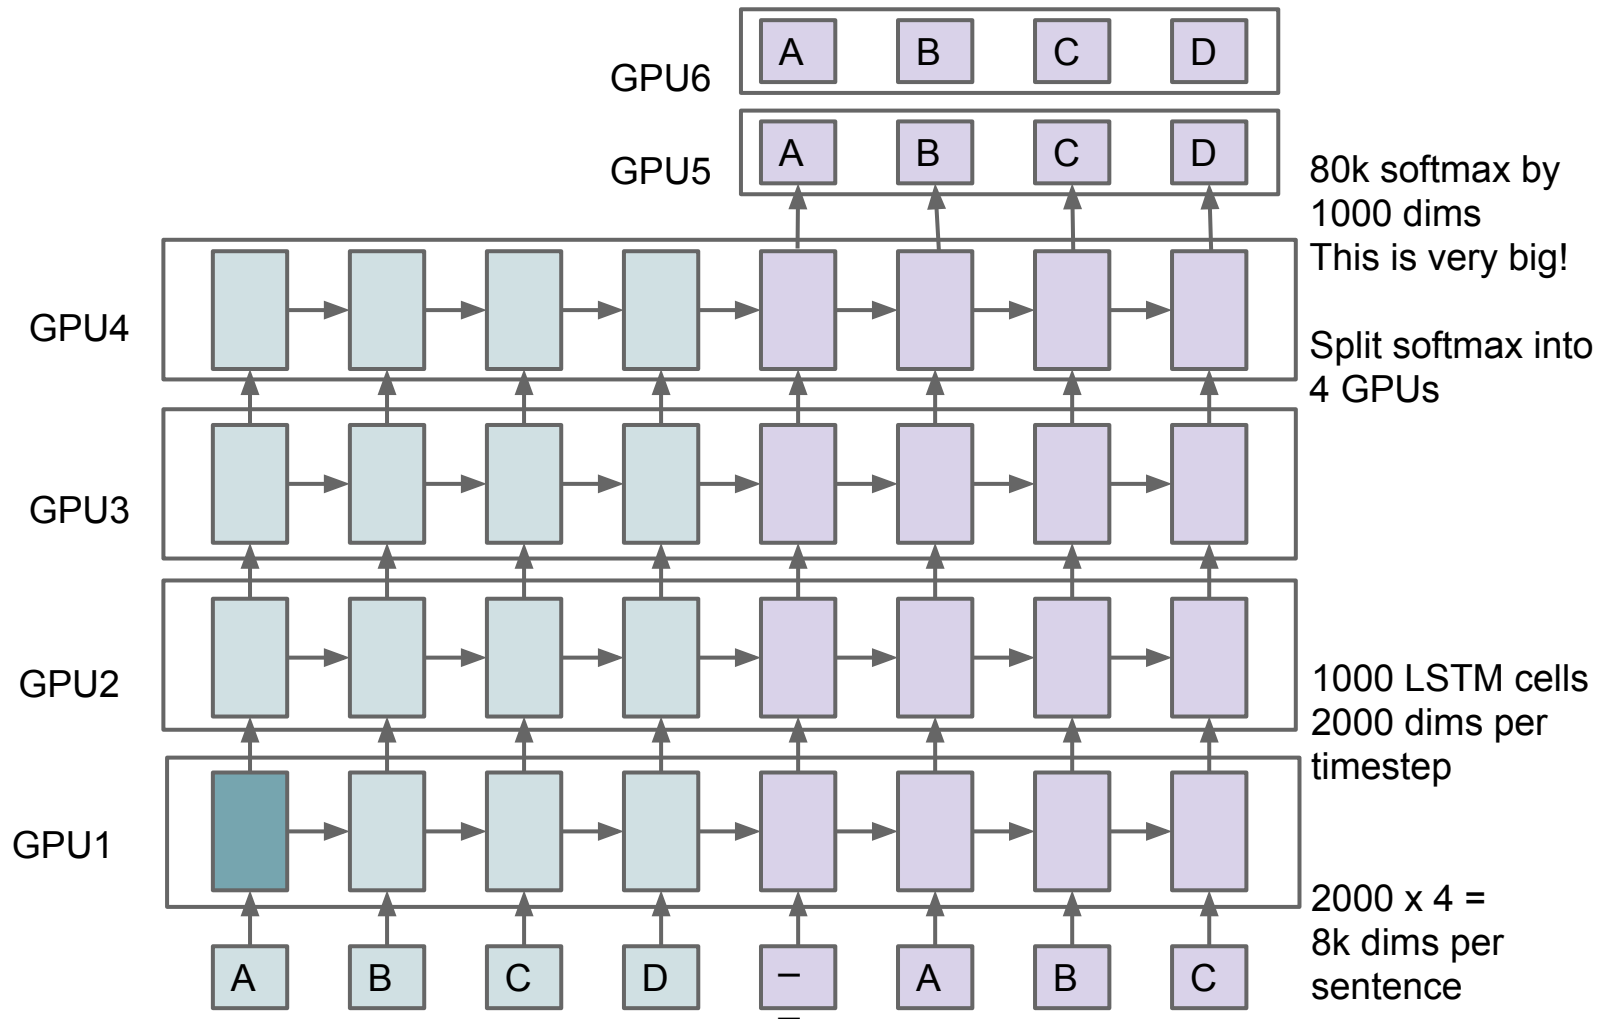 GPU6
A B C D
GPU5
A B C D
80k softmax by
1000 dims
This is very big!
Split softmax into
4 GPUs
GPU4
GPU3
GPU2
1000 LSTM cells
2000 dims per
timestep
GPU1
2000 x 4 =
8k dims per
sentence
A B C D _ A B C